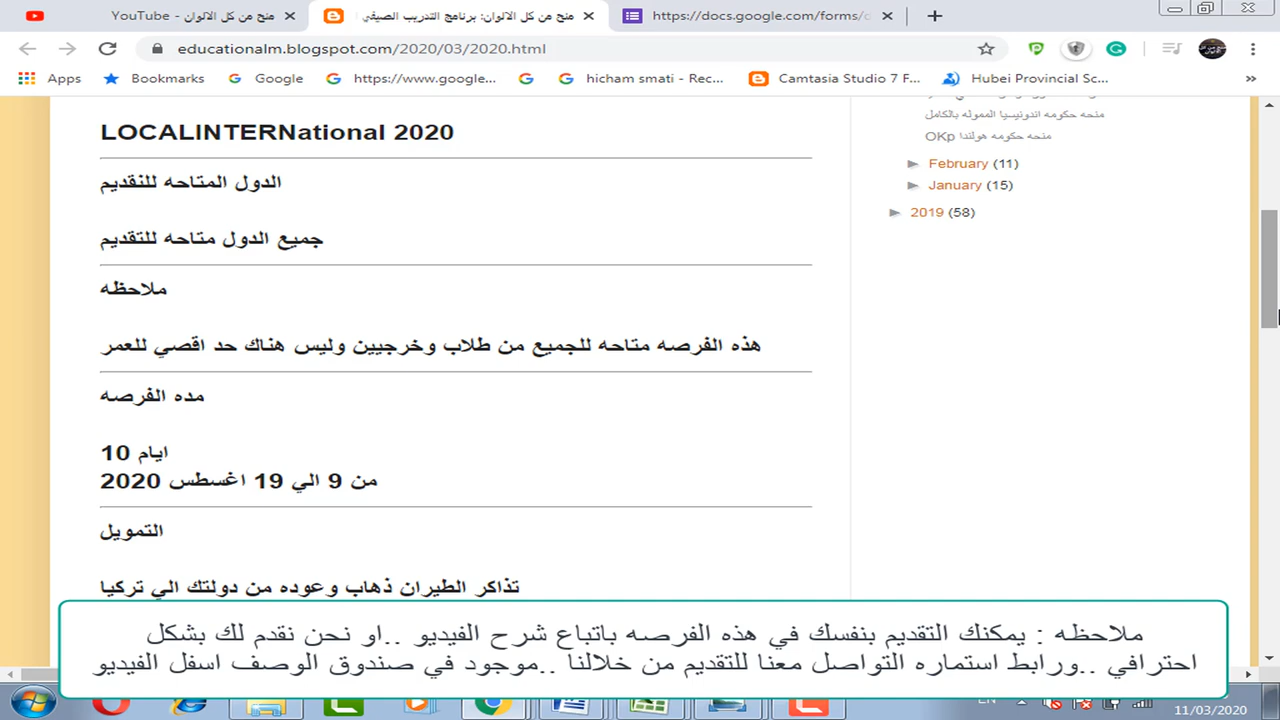 منح من كل الالوان - YouTube
منح من كل الالوان: برنامج التدريب الصيفي
https://docs.google.com/forms/d
educationalm.blogspot.com/2020/03/2020.html
Apps
Bookmarks
Google
https://www.google...
hicham smati - Rec...
Camtasia Studio 7 F...
Hubei Provincial Sc...
»
LOCALINTERNational 2020
الدول المتاحه للنقديم
جميع الدول متاحه للتقديم
ملاحظه
هذه الفرصه متاحه للجميع من طلاب وخرجيين وليس هناك حد اقصي للعمر
مده الفرصه
10 ايام
من 9 الي 19 اغسطس 2020
التمويل
تذاكر الطيران ذهاب وعوده من دولتك الي تركيا
منحه حكومه اندونيسيا الممولة بالكامل
منحه حكومه هولندا OKp
► February (11)
► January (15)
► 2019 (58)
ملاحظه : يمكنك التقديم بنفسك في هذه الفرصه باتباع شرح الفيديو ..او نحن نقدم لك بشكل
احترافي ..ورابط استماره التواصل معنا للتقديم من خلالنا ..موجود في صندوق الوصف اسفل الفيديو
EN
11/03/2020